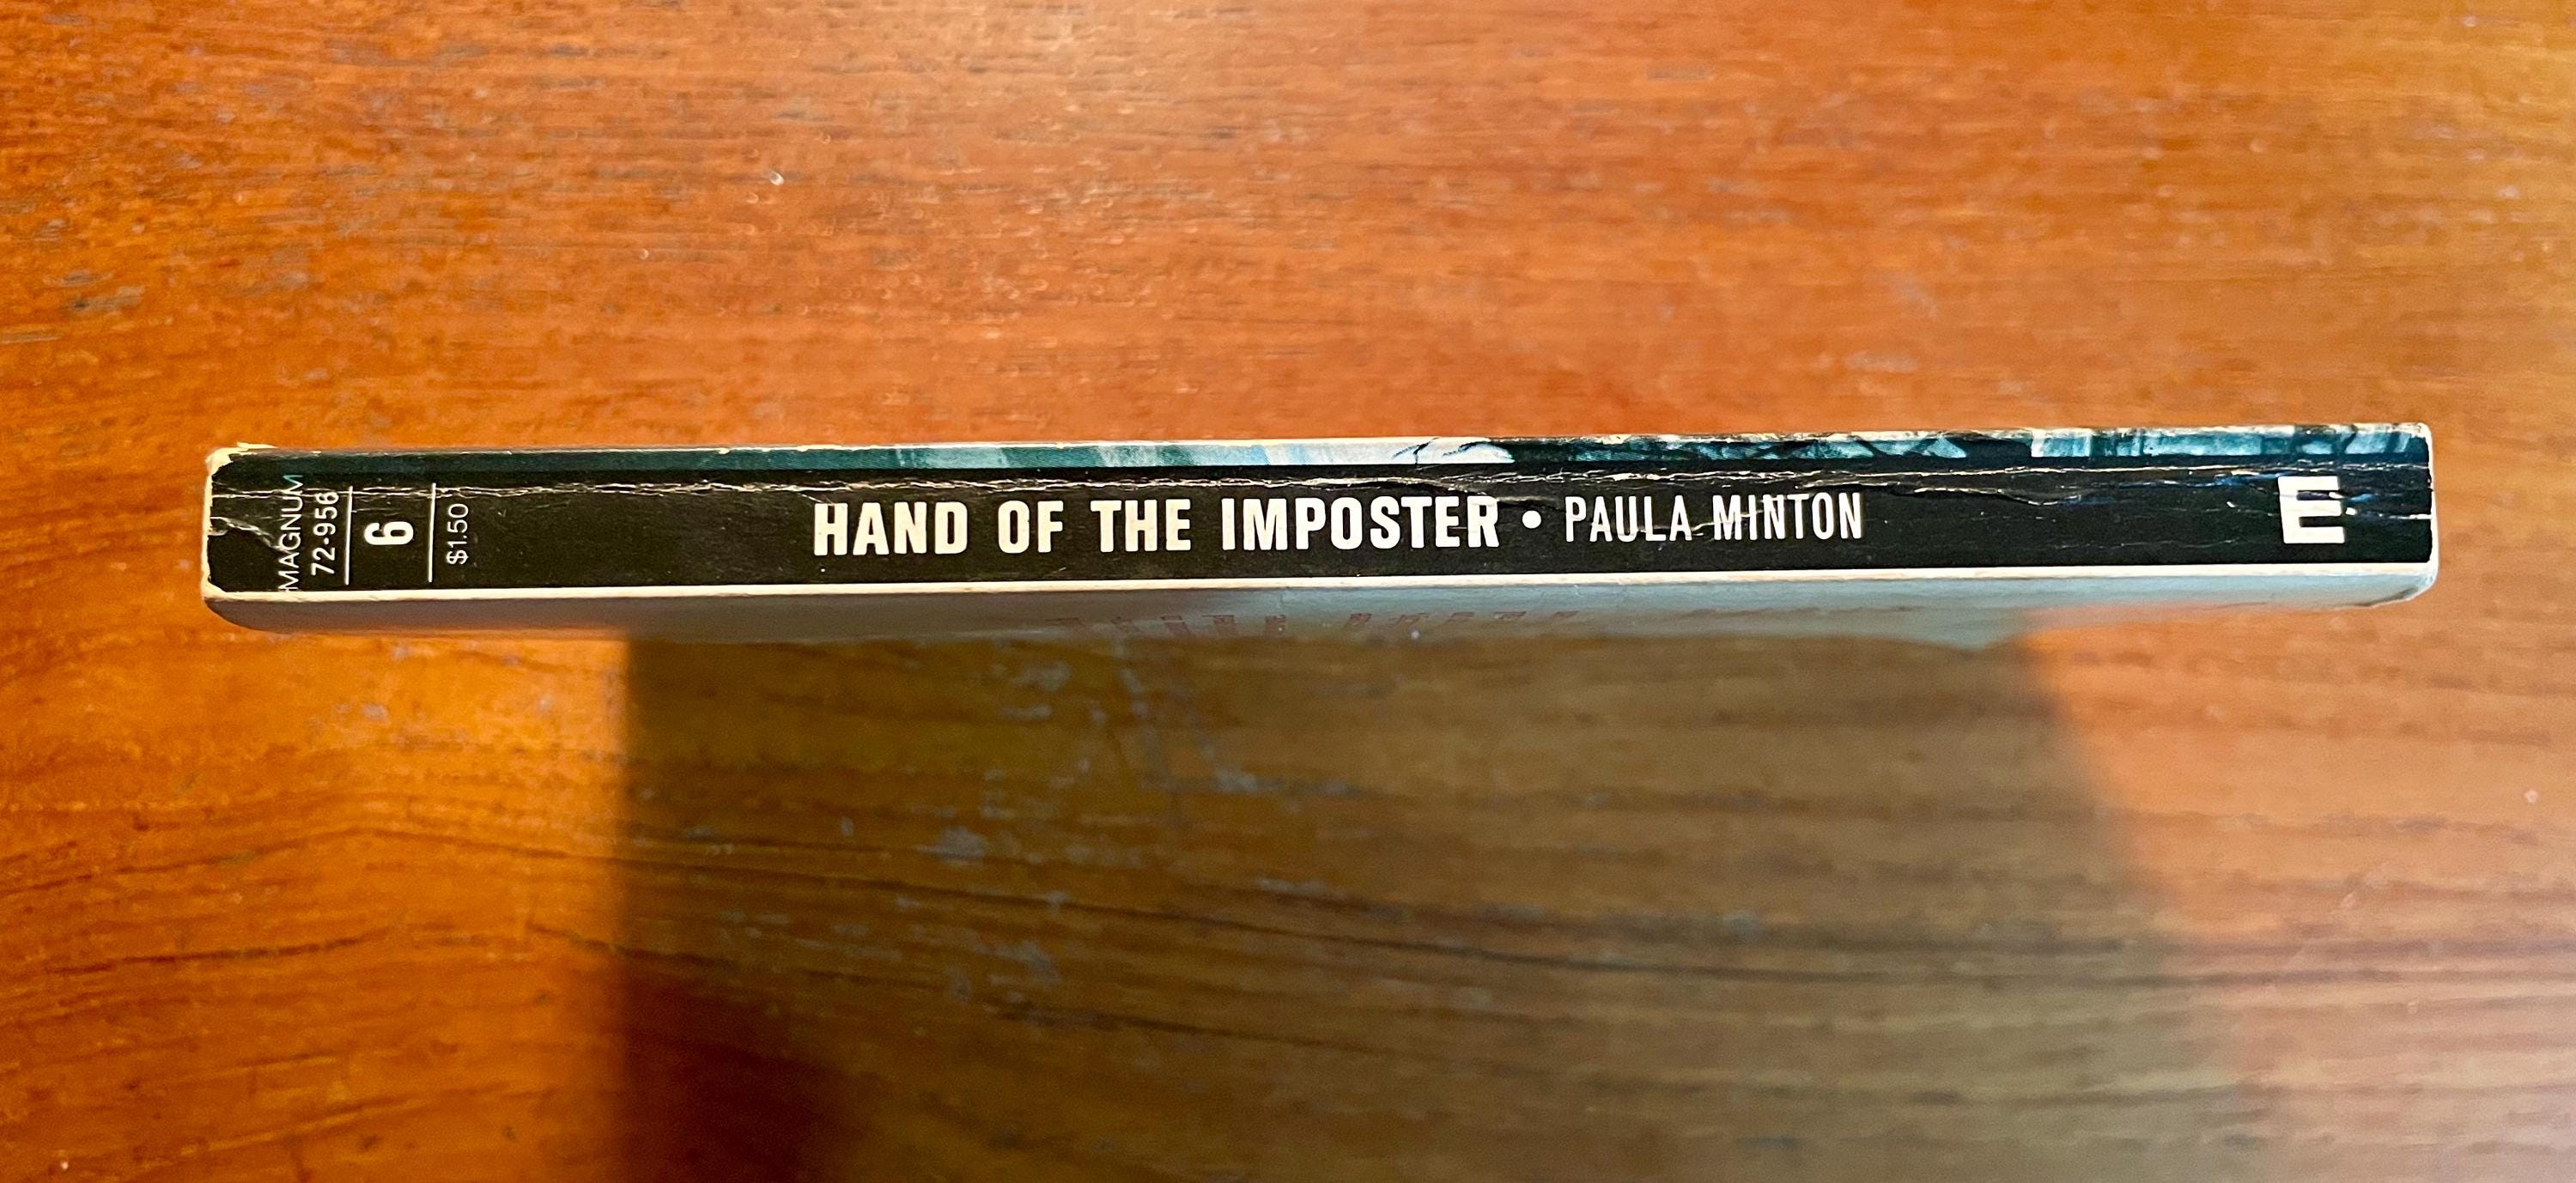 MAGNUM
72-956
6
$1.50
HAND OF THE IMPOSTER • PAULA MINTON
E